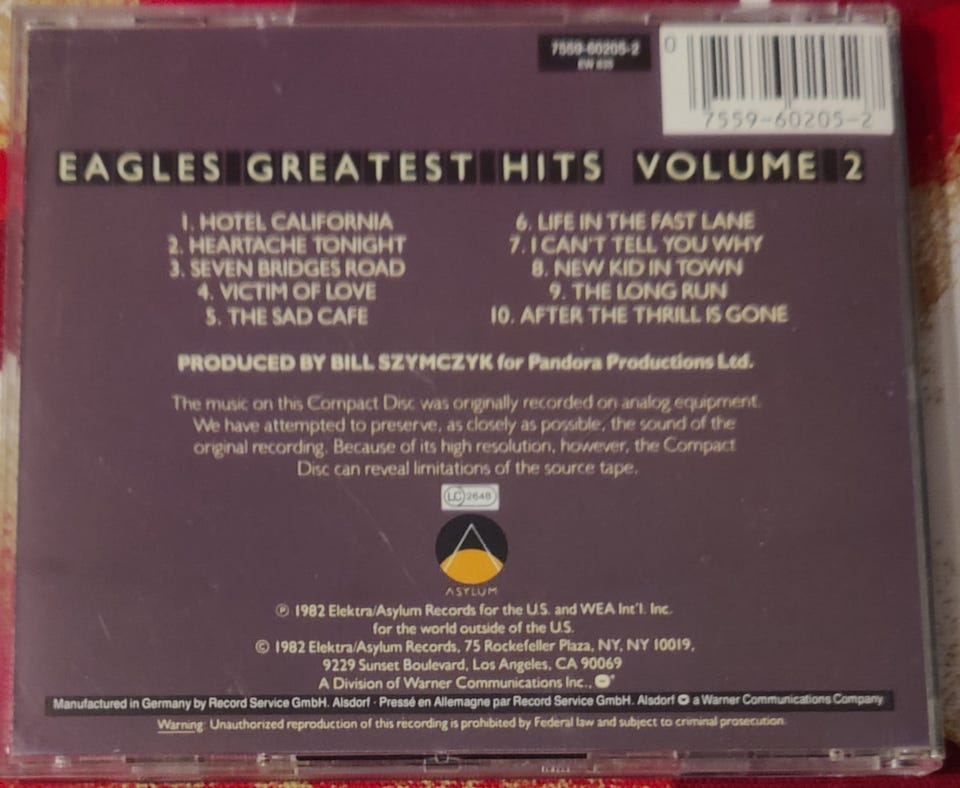 7559-60205-2
EW 835
0
7559-60205-2
EAGLES GREATEST HITS VOLUME 2
1. HOTEL CALIFORNIA
2. HEARTACHE TONIGHT
3. SEVEN BRIDGES ROAD
4. VICTIM OF LOVE
5. THE SAD CAFE
6. LIFE IN THE FAST LANE
7. I CAN'T TELL YOU WHY
8. NEW KID IN TOWN
9. THE LONG RUN
10. AFTER THE THRILL IS GONE
PRODUCED BY BILL SZYMCZYK for Pandora Productions Ltd.
The music on this Compact Disc was originally recorded on analog equipment.
We have attempted to preserve, as closely as possible, the sound of the
original recording. Because of its high resolution, however, the Compact
Disc can reveal limitations of the source tape.
LC 2648
ASYLUM
℗ 1982 Elektra/Asylum Records for the U.S. and WEA Int'l. Inc.
for the world outside of the U.S.
© 1982 Elektra/Asylum Records, 75 Rockefeller Plaza, NY, NY 10019,
9229 Sunset Boulevard, Los Angeles, CA 90069
A Division of Warner Communications Inc.,
Manufactured in Germany by Record Service GmbH. Alsdorf · Pressé en Allemagne par Record Service GmbH. Alsdorf a Warner Communications Company
Warning: Unauthorized reproduction of this recording is prohibited by Federal law and subject to criminal prosecution.